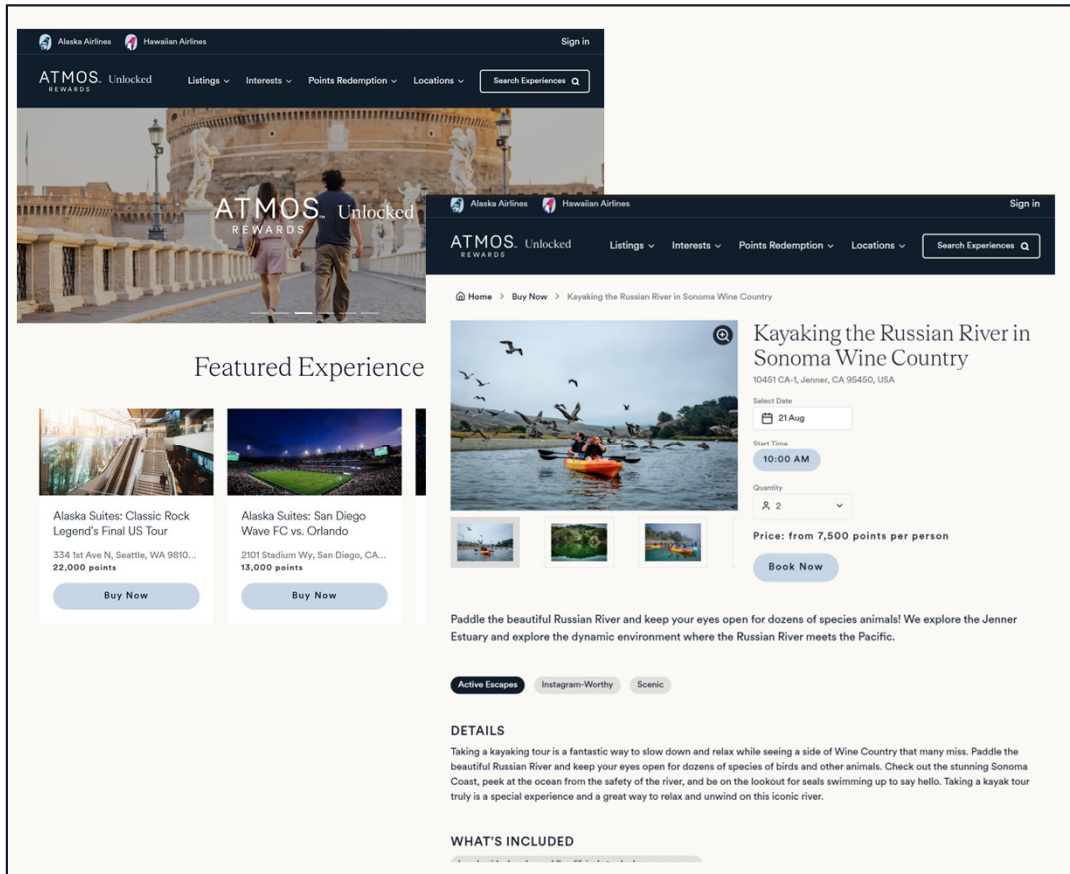 Alaska Airlines Hawaiian Airlines Sign in
ATMOS™ Unlocked
REWARDS
Listings Interests Points Redemption Locations Search Experiences
ATMOS™ Unlocked
REWARDS
Featured Experience
Alaska Suites: Classic Rock
Legend's Final US Tour
334 1st Ave N, Seattle, WA 9810...
22,000 points
Buy Now
Alaska Suites: San Diego
Wave FC vs. Orlando
2101 Stadium Wy, San Diego, CA...
13,000 points
Buy Now
Alaska Airlines Hawaiian Airlines Sign in
ATMOS™ Unlocked
REWARDS
Listings Interests Points Redemption Locations Search Experiences
Home > Buy Now > Kayaking the Russian River in Sonoma Wine Country
Kayaking the Russian River in
Sonoma Wine Country
10451 CA-1, Jenner, CA 95450, USA
Select Date
21 Aug
Start Time
10:00 AM
Quantity
2
Price: from 7,500 points per person
Book Now
Paddle the beautiful Russian River and keep your eyes open for dozens of species animals! We explore the Jenner
Estuary and explore the dynamic environment where the Russian River meets the Pacific.
Active Escapes Instagram-Worthy Scenic
DETAILS
Taking a kayaking tour is a fantastic way to slow down and relax while seeing a side of Wine Country that many miss. Paddle the
beautiful Russian River and keep your eyes open for dozens of species of birds and other animals. Check out the stunning Sonoma
Coast, peek at the ocean from the safety of the river, and be on the lookout for seals swimming up to say hello. Taking a kayak tour
truly is a special experience and a great way to relax and unwind on this iconic river.
WHAT'S INCLUDED